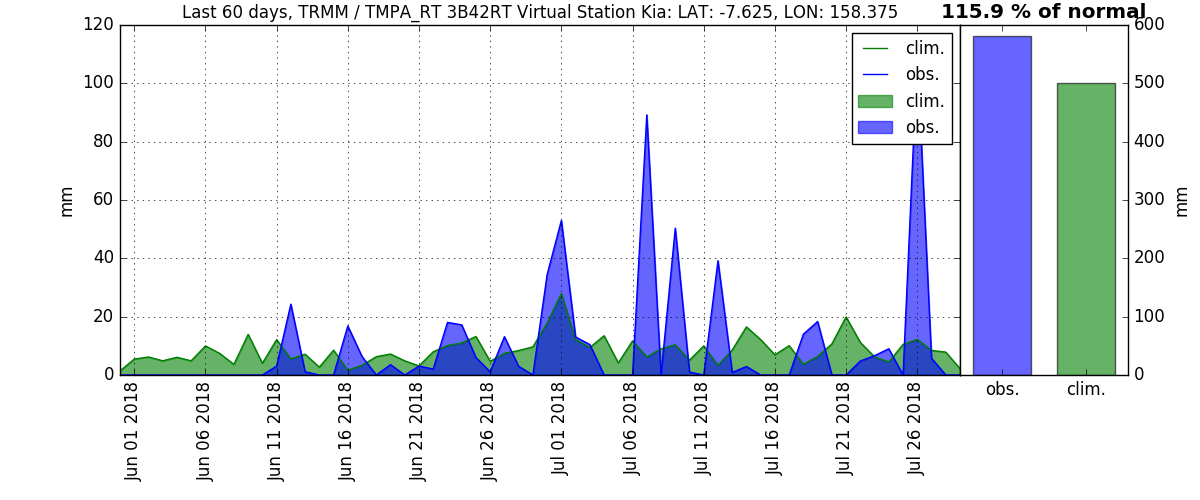 Last 60 days, TRMM / TMPA_RT 3B42RT Virtual Station Kia: LAT: -7.625, LON: 158.375
115.9 % of normal
120
100
80
60
40
20
0
mm
clim.
obs.
clim.
obs.
600
500
400
300
200
100
0
mm
Jun 01 2018
Jun 06 2018
Jun 11 2018
Jun 16 2018
Jun 21 2018
Jun 26 2018
Jul 01 2018
Jul 06 2018
Jul 11 2018
Jul 16 2018
Jul 21 2018
Jul 26 2018
obs.
clim.